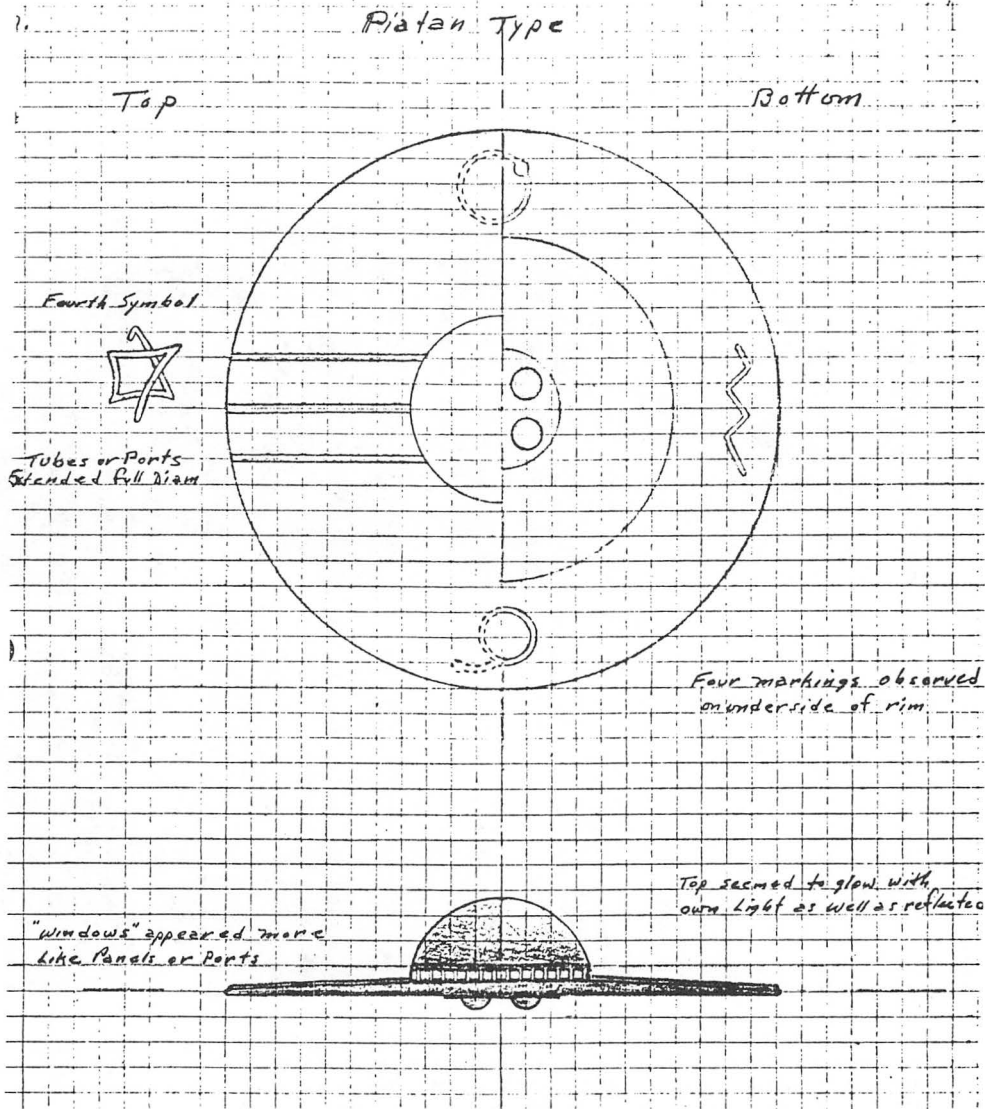 Piatan Type
Top
Bottom
Fourth Symbol
Tubes or Ports
Extended full Diam
Four markings observed
on underside of rim
Top seemed to glow with
own Light as well as reflected
"Windows" appeared more
Like Panels or Ports